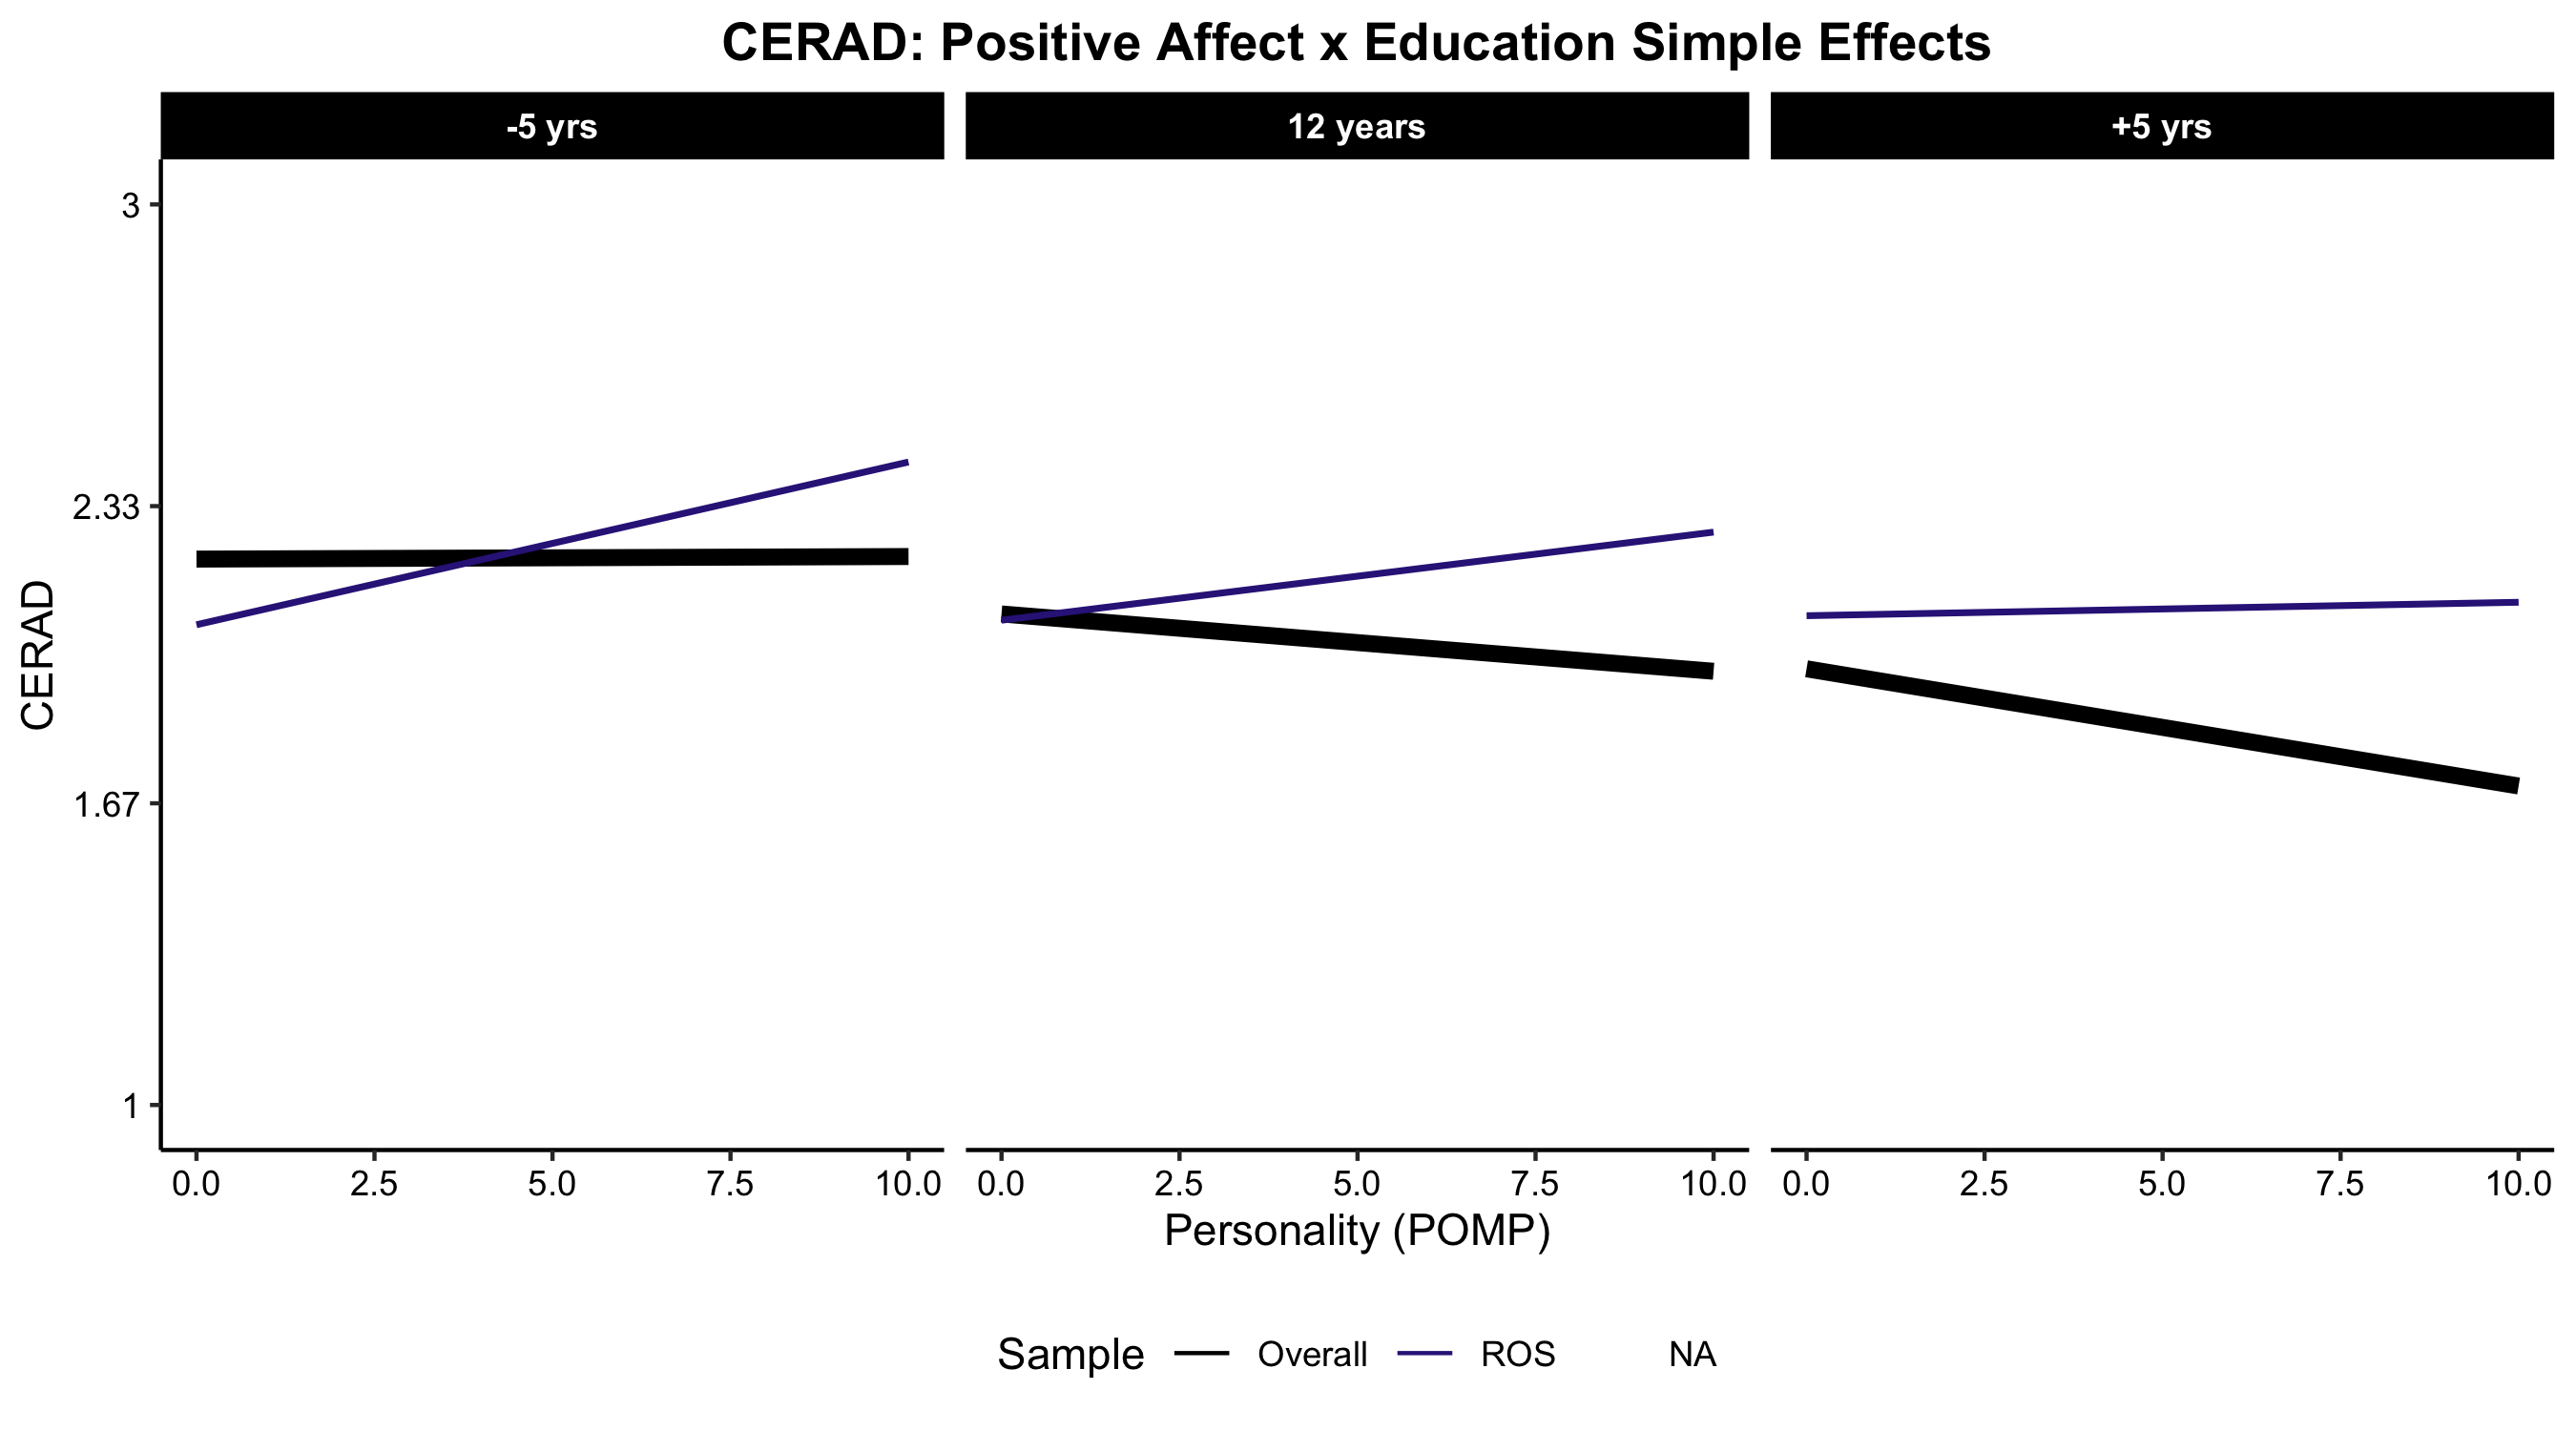 CERAD: Positive Affect x Education Simple Effects
-5 yrs 12 years +5 yrs
3
2.33
1.67
1
CERAD
0.0 2.5 5.0 7.5 10.0 0.0 2.5 5.0 7.5 10.0 0.0 2.5 5.0 7.5 10.0
Personality (POMP)
Sample Overall ROS NA